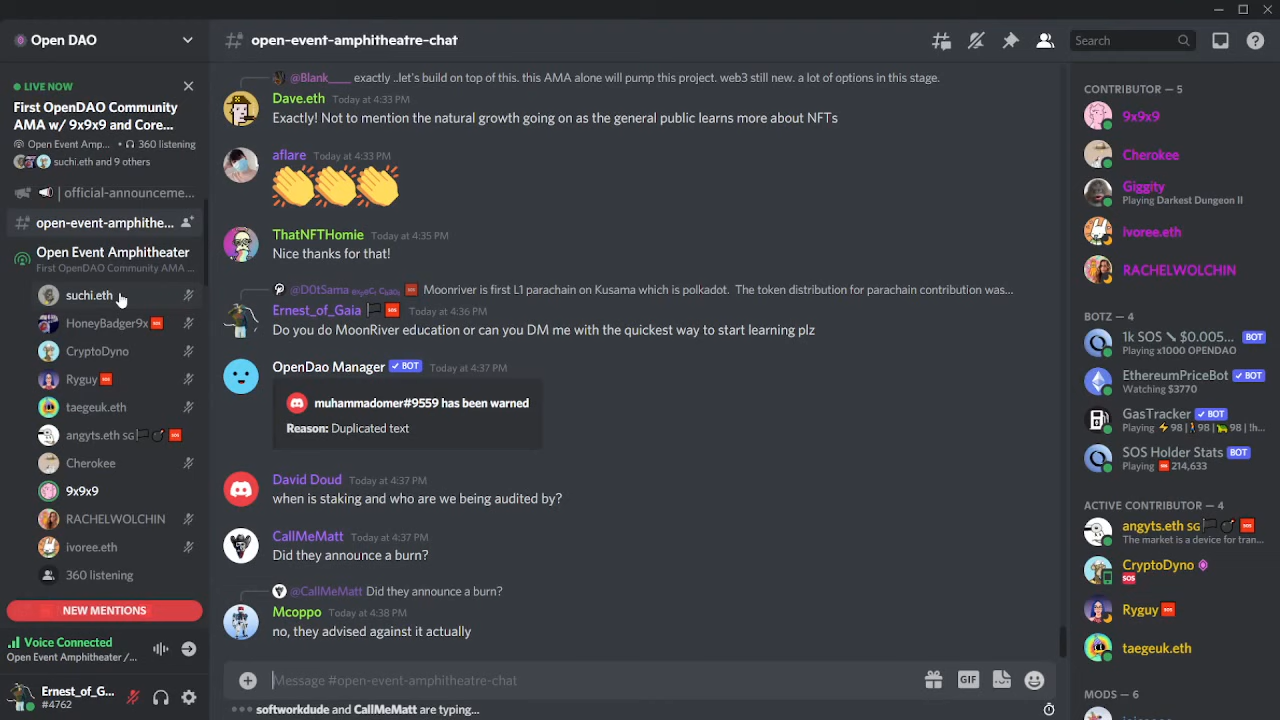 Open DAO
open-event-amphitheatre-chat
Search
LIVE NOW
First OpenDAO Community
AMA w/ 9x9x9 and Core...
Open Event Amp... • 360 listening
suchi.eth and 9 others
official-announceme...
open-event-amphithe...
Open Event Amphitheater
First OpenDAO Community AMA ...
suchi.eth
HoneyBadger9x
CryptoDyno
Ryguy
taegeuk.eth
angyts.eth sg
Cherokee
9x9x9
RACHELWOLCHIN
ivoree.eth
360 listening
NEW MENTIONS
Voice Connected
Open Event Amphitheater /...
Ernest_of_G...
#4762
@Blank____ exactly ..let's build on top of this. this AMA alone will pump this project. web3 still new. a lot of options in this stage.
Dave.eth Today at 4:33 PM
Exactly! Not to mention the natural growth going on as the general public learns more about NFTs
aflare Today at 4:33 PM
ThatNFTHomie Today at 4:35 PM
Nice thanks for that!
@D0tSama Moonriver is first L1 parachain on Kusama which is polkadot. The token distribution for parachain contribution was...
Ernest_of_Gaia Today at 4:36 PM
Do you do MoonRiver education or can you DM me with the quickest way to start learning plz
OpenDao Manager ✓ BOT Today at 4:37 PM
muhammadomer#9559 has been warned
Reason: Duplicated text
David Doud Today at 4:37 PM
when is staking and who are we being audited by?
CallMeMatt Today at 4:37 PM
Did they announce a burn?
@CallMeMatt Did they announce a burn?
Mcoppo Today at 4:38 PM
no, they advised against it actually
Message #open-event-amphitheatre-chat
GIF
softworkdude and CallMeMatt are typing...
CONTRIBUTOR — 5
9x9x9
Cherokee
Giggity
Playing Darkest Dungeon II
ivoree.eth
RACHELWOLCHIN
BOTZ — 4
1k SOS $0.005... BOT
Playing x1000 OPENDAO
EthereumPriceBot ✓ BOT
Watching $3770
GasTracker ✓ BOT
Playing 98 | 98 | 98 | !h...
SOS Holder Stats BOT
Playing SOS 214,633
ACTIVE CONTRIBUTOR — 4
angyts.eth sg
The market is a device for tran...
CryptoDyno
SOS
Ryguy
taegeuk.eth
MODS — 6